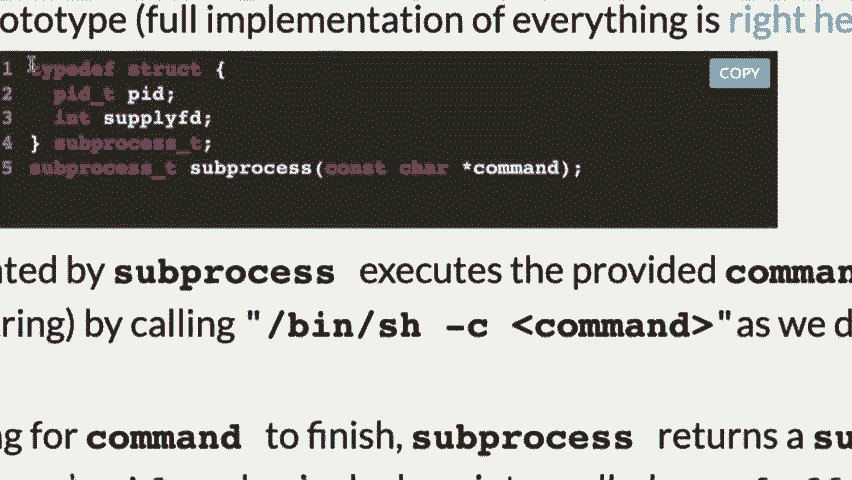 ototype (full implementation of everything is right he
1 typedef struct {
COPY
2 pid_t pid;
3 int supplyfd;
4 } subprocess_t;
5 subprocess_t subprocess(const char *command);
ated by subprocess executes the provided comman
ring) by calling "/bin/sh -c <command>"as we d
ng for command to finish, subprocess returns a su